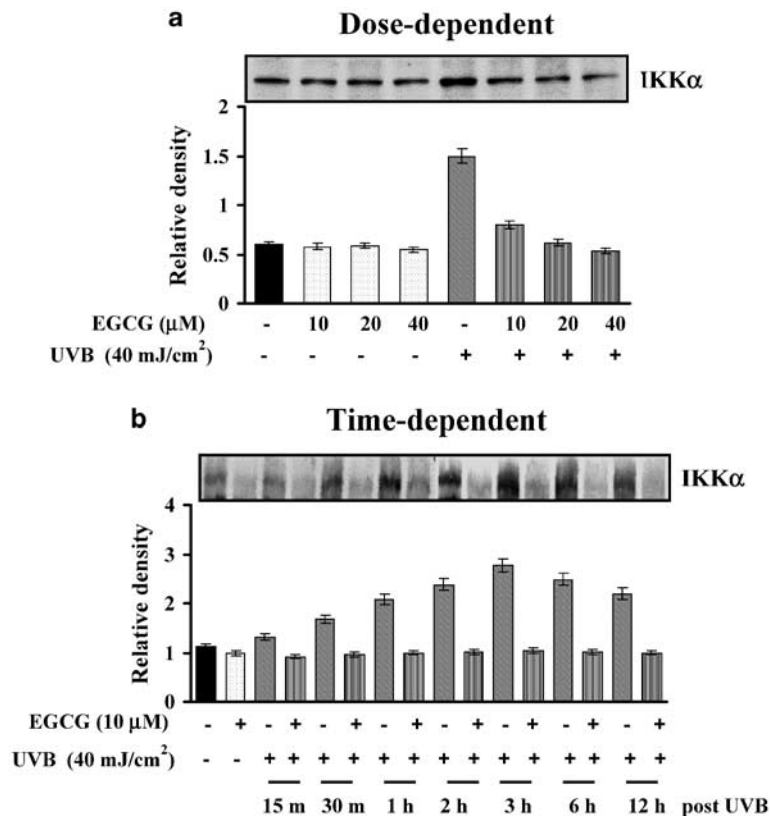 a Dose-dependent
IKKα
2
1.5
1
0.5
0
Relative density
EGCG (μM) - 10 20 40 - 10 20 40
UVB (40 mJ/cm²) - - - - + + + +
b Time-dependent
IKKα
4
3
2
1
0
Relative density
EGCG (10 μM) - + - + - + - + - + - + - + - +
UVB (40 mJ/cm²) - - + + + + + + + + + + + + + +
15 m 30 m 1 h 2 h 3 h 6 h 12 h post UVB